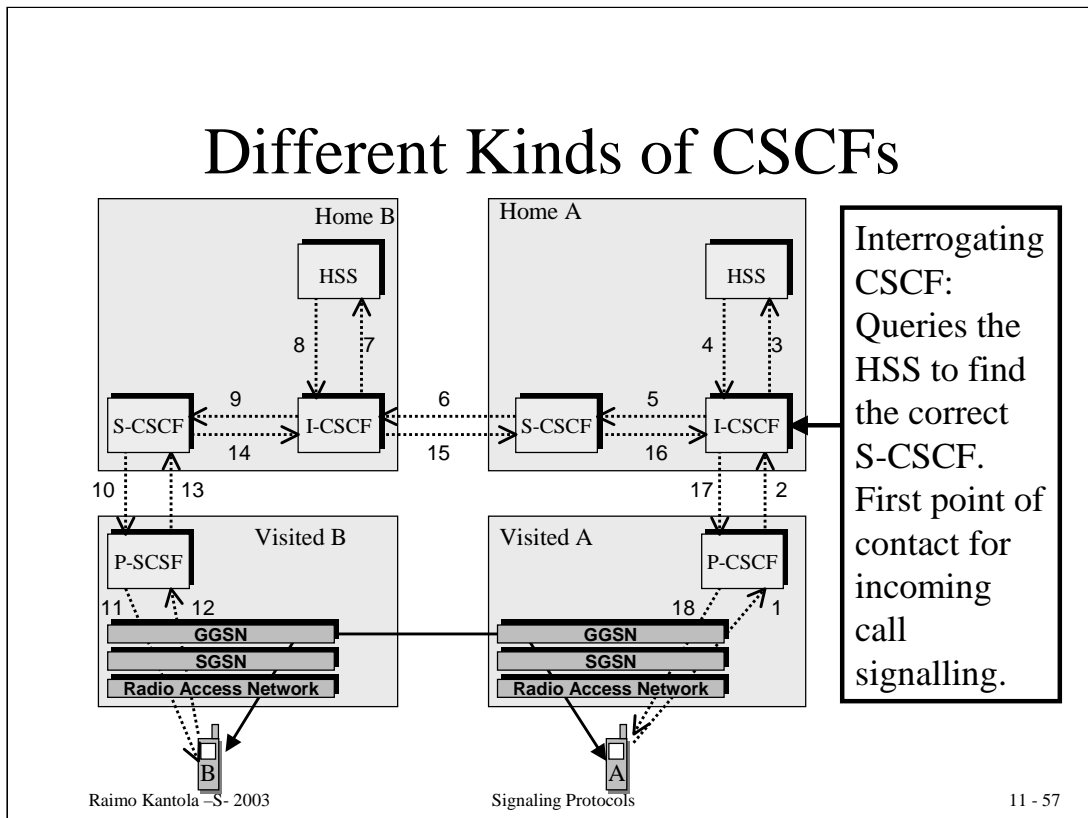 Different Kinds of CSCFs
Home B
HSS
8
7
S-CSCF
9
14
I-CSCF
6
15
Home A
HSS
4
3
S-CSCF
5
16
I-CSCF
10
13
17
2
Visited B
P-SCSF
11
12
GGSN
SGSN
Radio Access Network
B
Visited A
P-CSCF
18
1
GGSN
SGSN
Radio Access Network
A
Interrogating
CSCF:
Queries the
HSS to find
the correct
S-CSCF.
First point of
contact for
incoming
call
signalling.
Raimo Kantola –S- 2003
Signaling Protocols
11 - 57